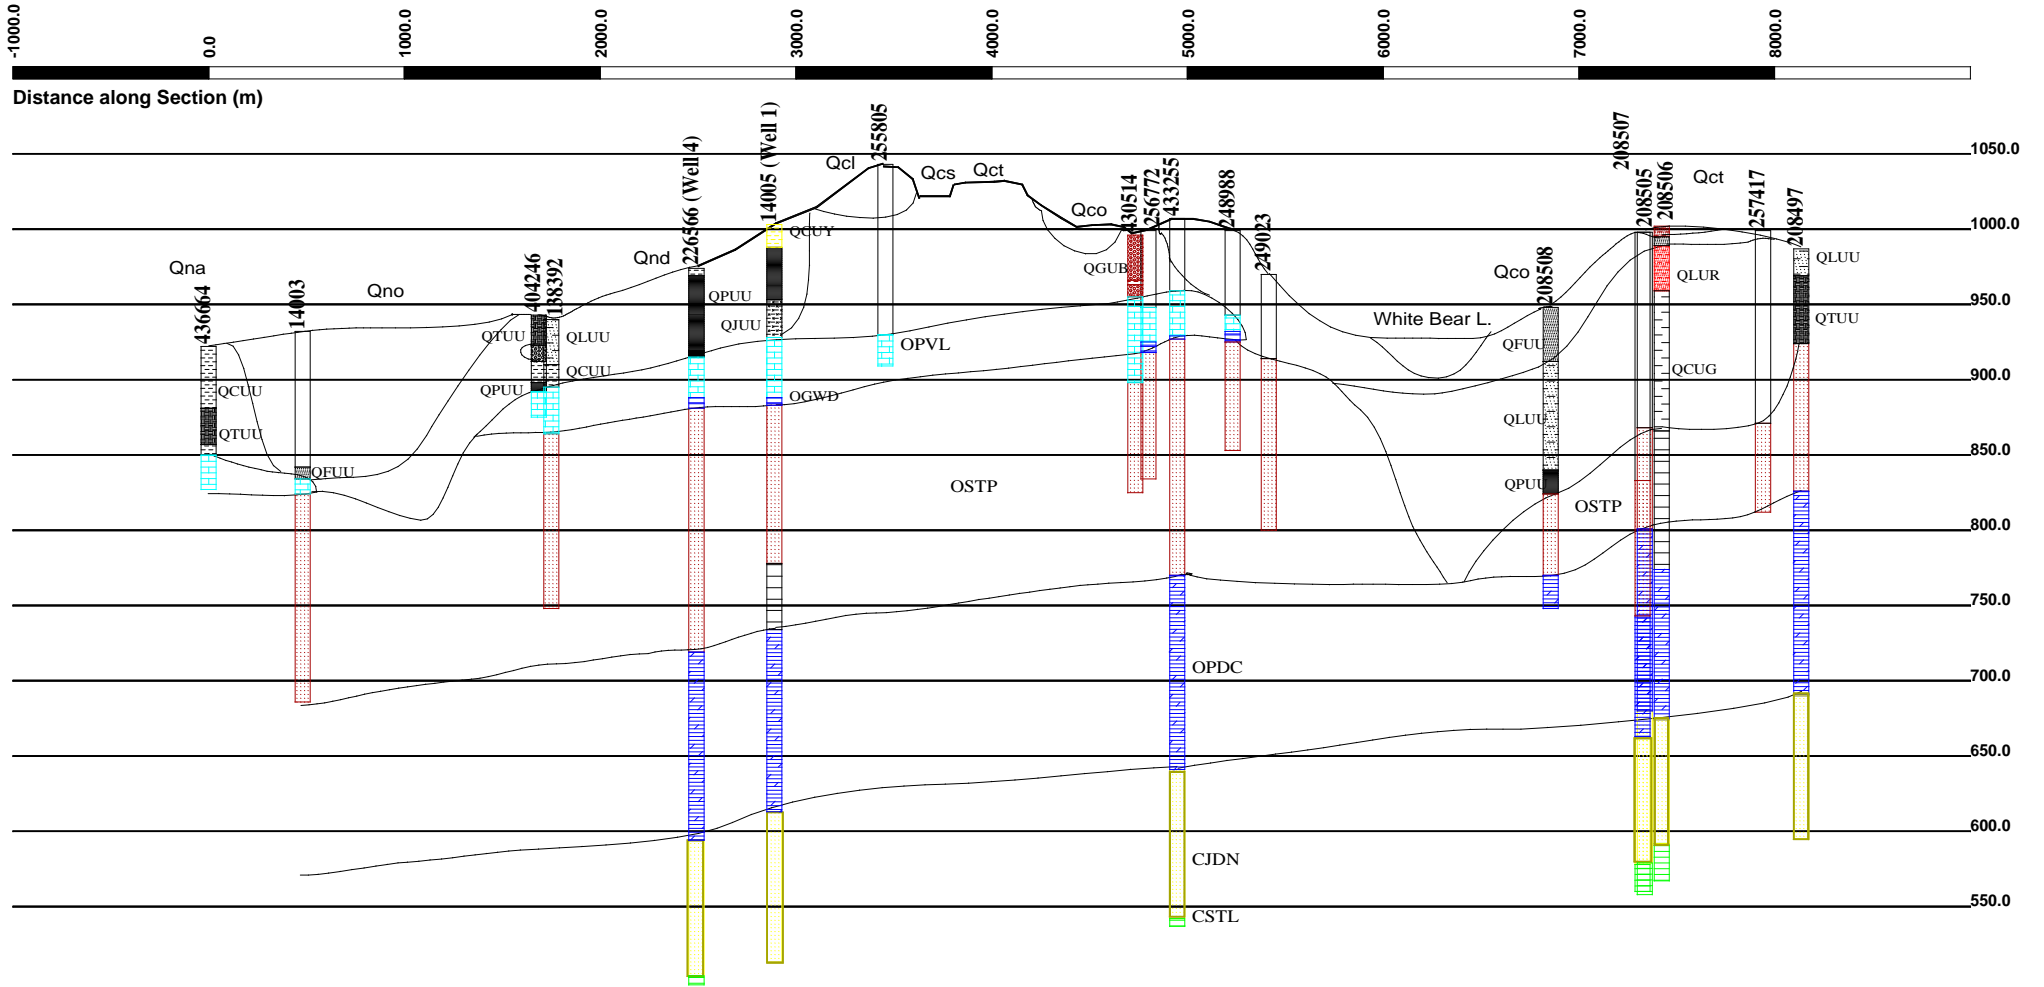 -1000.0
0.0
1000.0
2000.0
3000.0
4000.0
5000.0
6000.0
7000.0
8000.0
Distance along Section (m)
1050.0
1000.0
950.0
900.0
850.0
800.0
750.0
700.0
650.0
600.0
550.0
436664
14003
404246
138392
226566 (Well 4)
14005 (Well 1)
255805
430514
256772
433255
248988
249023
208508
208507
208505
208506
257417
208497
Qna
Qno
Qnd
Qcl
Qcs
Qct
Qco
Qco
Qct
White Bear L.
QCUU
QTUU
QFUU
QTUU
QPUU
QLUU
QCUU
QPUU
QCUY
QJUU
OGWD
OPVL
QGUB
OSTP
QFUU
QLUU
QPUU
OSTP
QLUR
QCUG
QLUU
QTUU
OPDC
CJDN
CSTL